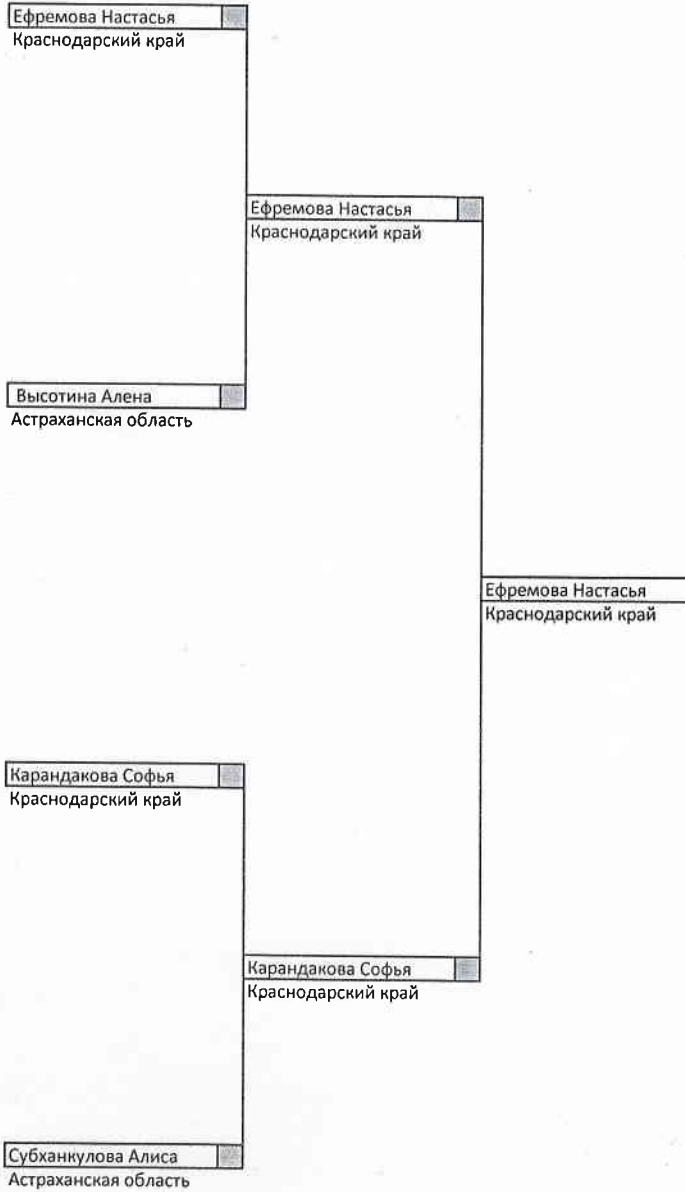 Ефремова Настасья
Краснодарский край
Ефремова Настасья
Краснодарский край
Высотина Алена
Астраханская область
Ефремова Настасья
Краснодарский край
Карандакова Софья
Краснодарский край
Карандакова Софья
Краснодарский край
Субханкулова Алиса
Астраханская область